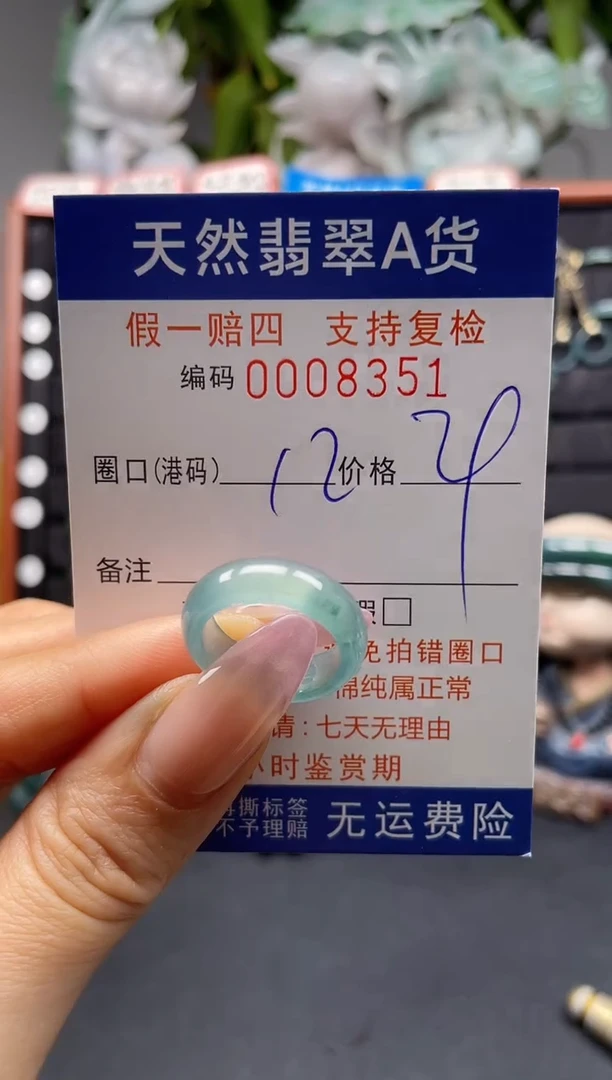 天然翡翠A货
假一赔四 支持复检
编码 0008351
圈口(港码) 12 价格
备注
免拍错圈口
棉纯属正常
请:七天无理由
小时鉴赏期
撕标签
不予理赔
无运费险